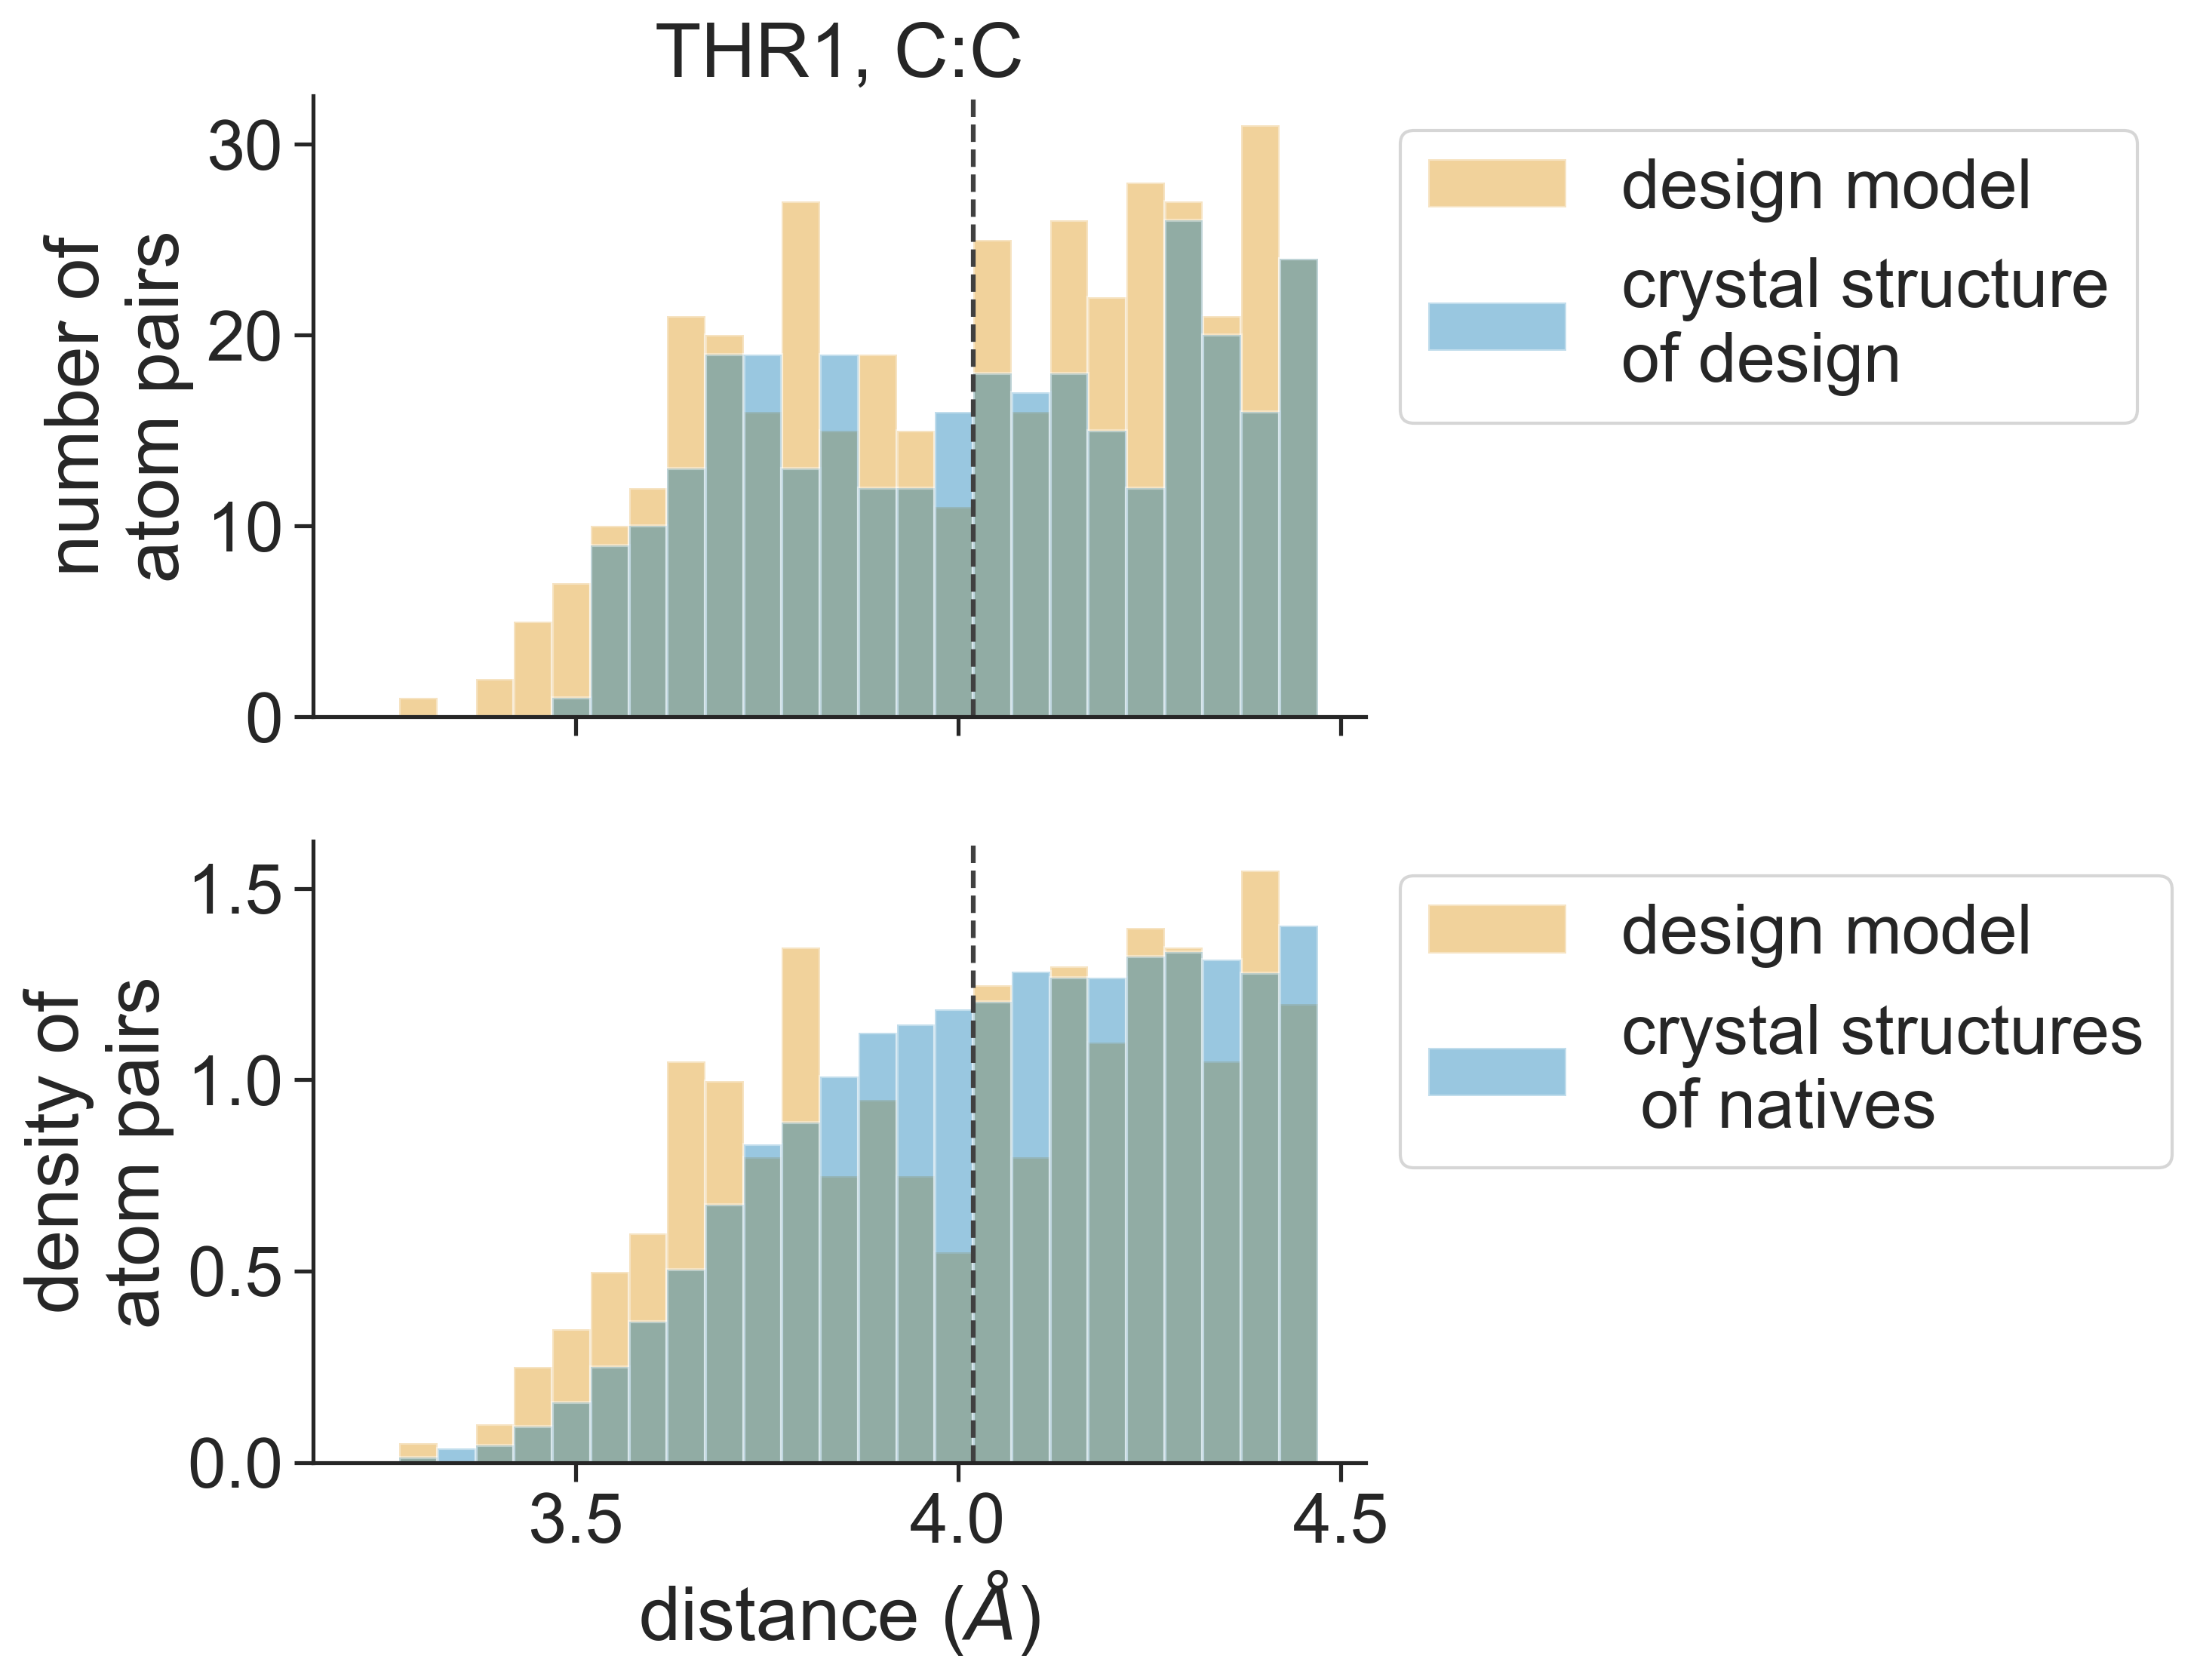 THR1, C:C
number of
atom pairs
30
20
10
0
design model
crystal structure
of design
density of
atom pairs
1.5
1.0
0.5
0.0
design model
crystal structures
of natives
3.5
4.0
4.5
distance (Å)